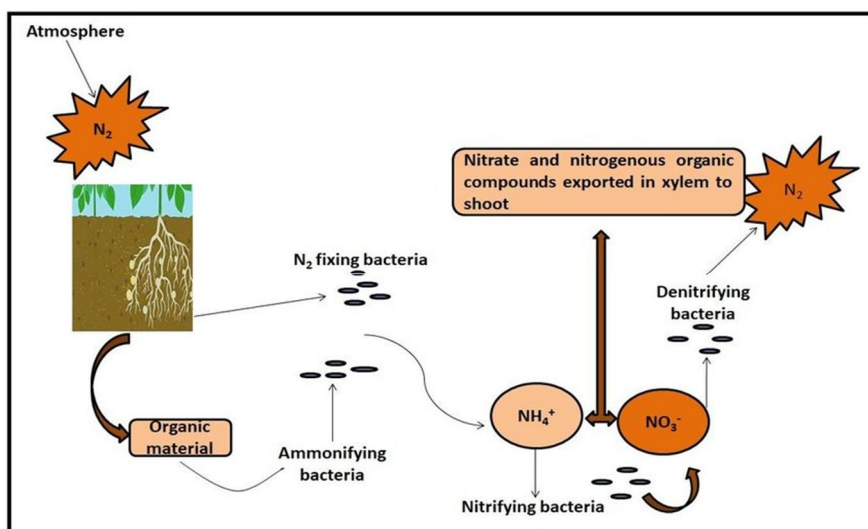 Atmosphere
N₂
Nitrate and nitrogenous organic
compounds exported in xylem to
shoot
N₂
N₂ fixing bacteria
Denitrifying
bacteria
Organic
material
Ammonifying
bacteria
NH₄⁺
NO₃⁻
Nitrifying bacteria